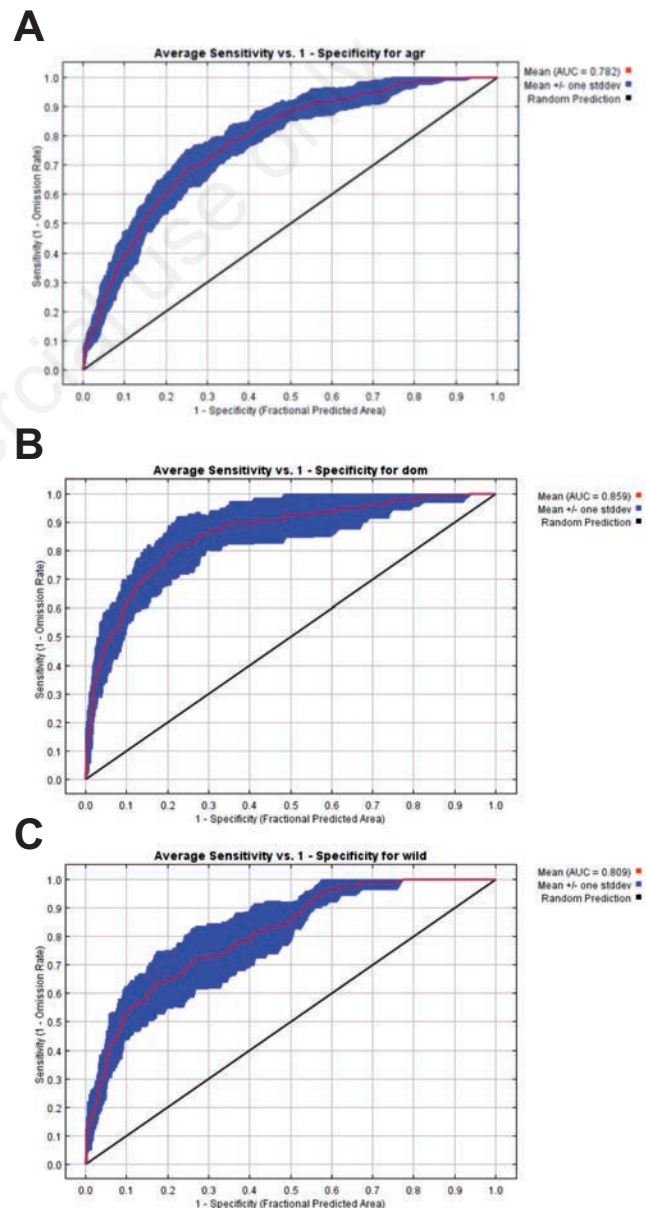 A
Average Sensitivity vs. 1 - Specificity for agr
Mean (AUC = 0.782)
Mean +/- one stddev
Random Prediction
Sensitivity (1 - Omission Rate)
1.0
0.9
0.8
0.7
0.6
0.5
0.4
0.3
0.2
0.1
0.0
0.0 0.1 0.2 0.3 0.4 0.5 0.6 0.7 0.8 0.9 1.0
1 - Specificity (Fractional Predicted Area)
B
Average Sensitivity vs. 1 - Specificity for dom
Mean (AUC = 0.859)
Mean +/- one stddev
Random Prediction
Sensitivity (1 - Omission Rate)
1.0
0.9
0.8
0.7
0.6
0.5
0.4
0.3
0.2
0.1
0.0
0.0 0.1 0.2 0.3 0.4 0.5 0.6 0.7 0.8 0.9 1.0
1 - Specificity (Fractional Predicted Area)
C
Average Sensitivity vs. 1 - Specificity for wild
Mean (AUC = 0.809)
Mean +/- one stddev
Random Prediction
Sensitivity (1 - Omission Rate)
1.0
0.9
0.8
0.7
0.6
0.5
0.4
0.3
0.2
0.1
0.0
0.0 0.1 0.2 0.3 0.4 0.5 0.6 0.7 0.8 0.9 1.0
1 - Specificity (Fractional Predicted Area)
use only